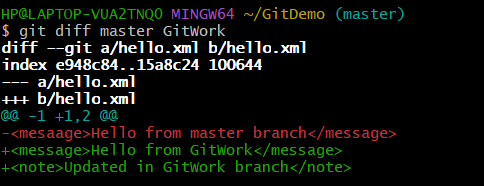 HP@LAPTOP-VUA2TNQO MINGW64 ~/GitDemo (master)
$ git diff master GitWork
diff --git a/hello.xml b/hello.xml
index e948c84..15a8c24 100644
--- a/hello.xml
+++ b/hello.xml
@@ -1 +1,2 @@
-<mesaage>Hello from master branch</message>
+<message>Hello from GitWork</message>
+<note>Updated in GitWork branch</note>